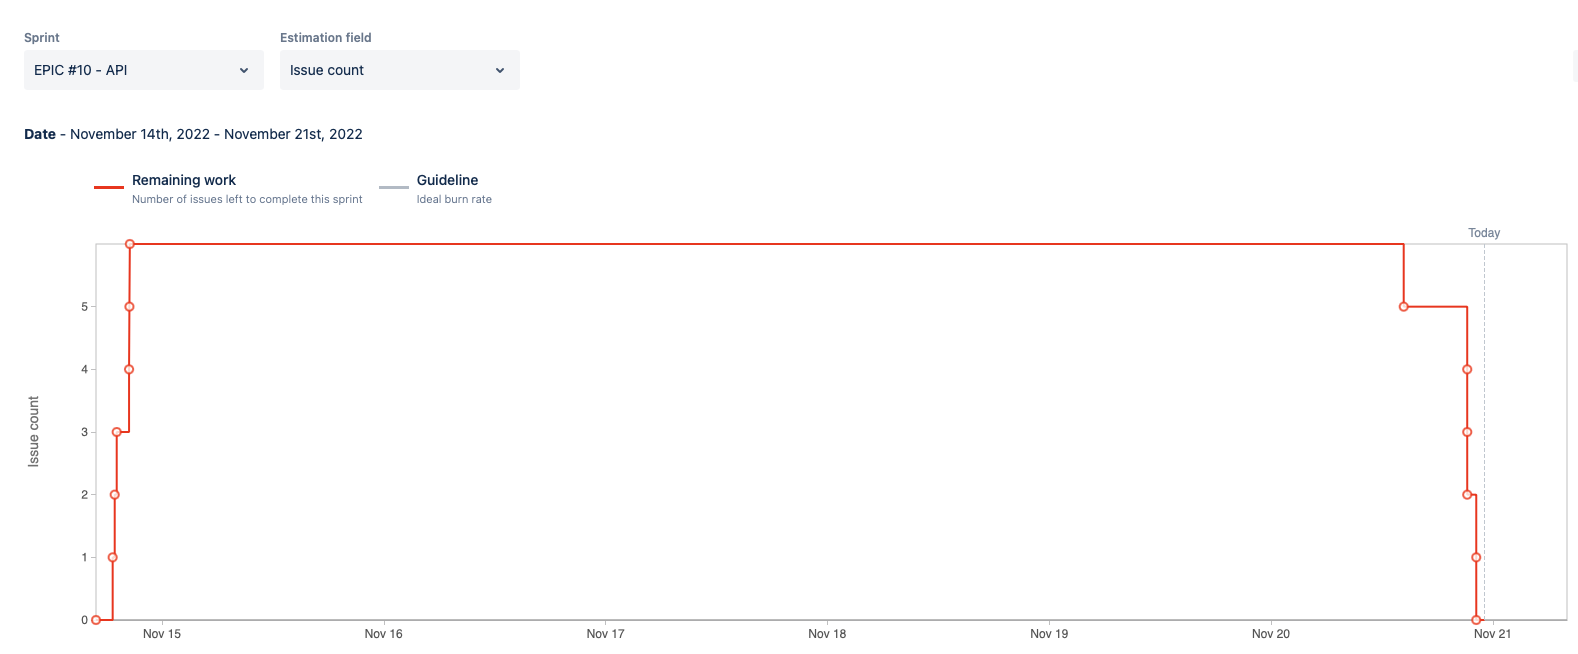 Sprint
Estimation field
EPIC #10 - API
Issue count
Date - November 14th, 2022 - November 21st, 2022
Remaining work
Number of issues left to complete this sprint
Guideline
Ideal burn rate
Today
5
4
3
2
1
0
Issue count
Nov 15
Nov 16
Nov 17
Nov 18
Nov 19
Nov 20
Nov 21